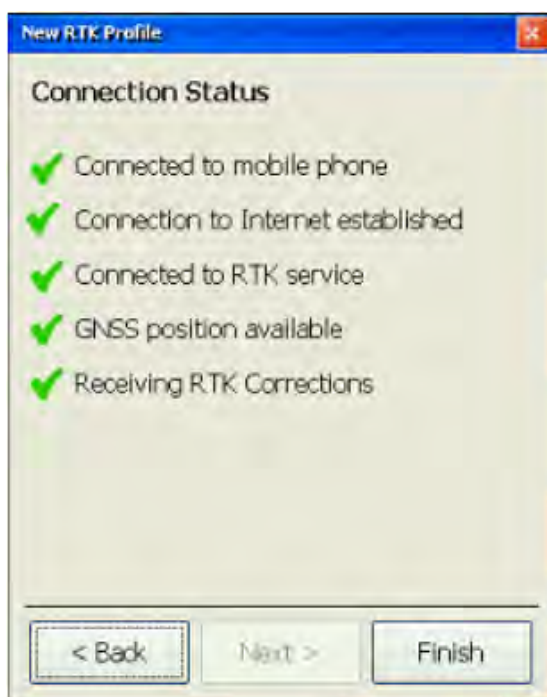 New RTK Profile
Connection Status
Connected to mobile phone
Connection to Internet established
Connected to RTK service
GNSS position available
Receiving RTK Corrections
< Back Next > Finish